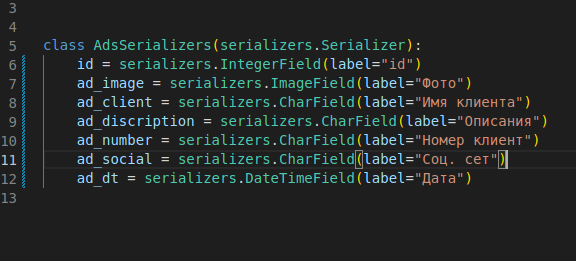 3
4
5 class AdsSerializers(serializers.Serializer):
6 id = serializers.IntegerField(label="id")
7 ad_image = serializers.ImageField(label="Фото")
8 ad_client = serializers.CharField(label="Имя клиента")
9 ad_discription = serializers.CharField(label="Описания")
10 ad_number = serializers.CharField(label="Номер клиент")
11 ad_social = serializers.CharField(label="Соц. сет")
12 ad_dt = serializers.DateTimeField(label="Дата")
13